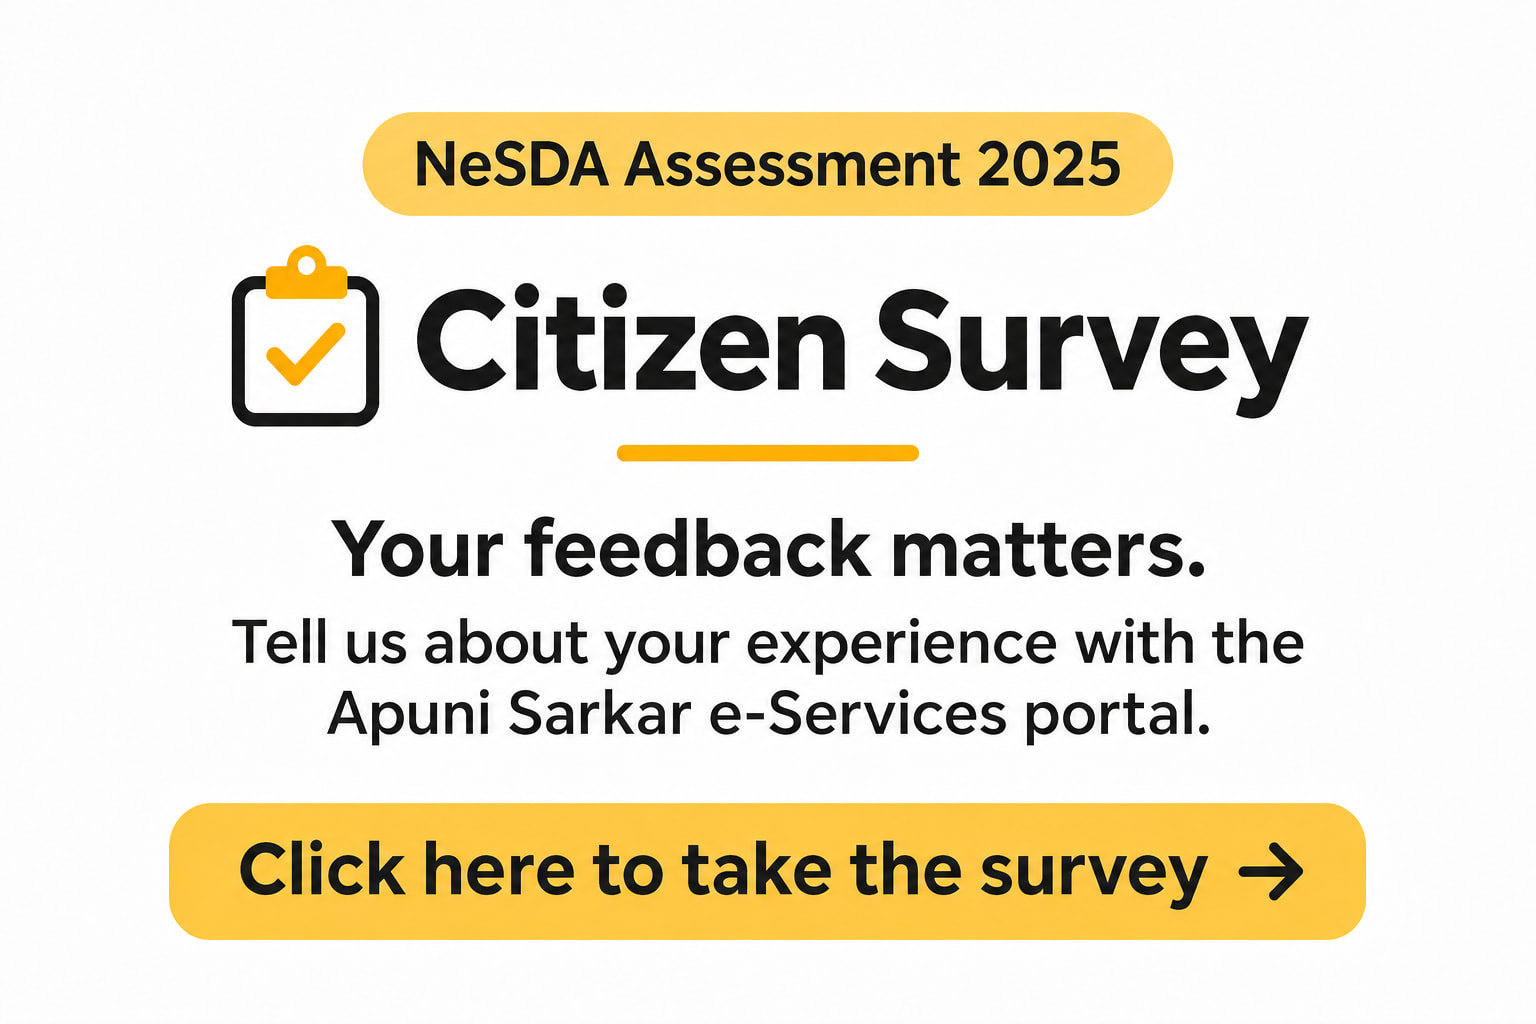 NeSDA Assessment 2025
Citizen Survey
Your feedback matters.
Tell us about your experience with the
Apuni Sarkar e-Services portal.
Click here to take the survey →